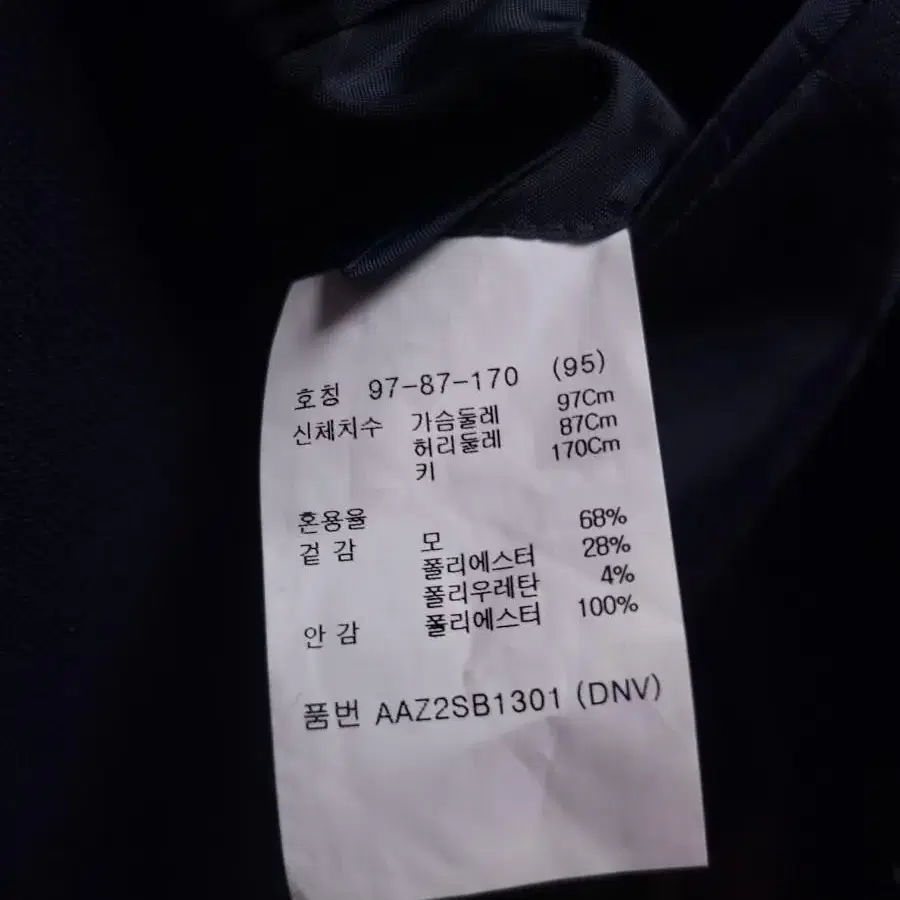 호칭 97-87-170 (95)
신체치수 가슴둘레 97Cm
허리둘레 87Cm
키 170Cm
혼용율
겉 감 모 68%
폴리에스터 28%
폴리우레탄 4%
안 감 폴리에스터 100%
품번 AAZ2SB1301 (DNV)